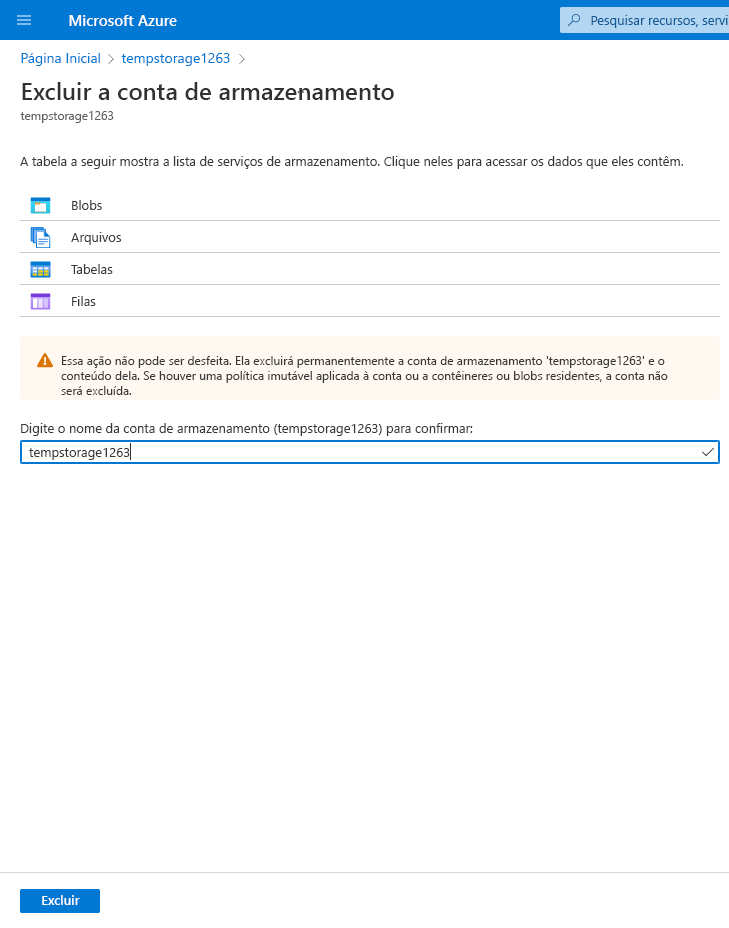 Microsoft Azure
Pesquisar recursos, servi
Página Inicial > tempstorage1263 >
Excluir a conta de armazenamento
tempstorage1263
A tabela a seguir mostra a lista de serviços de armazenamento. Clique neles para acessar os dados que eles contêm.
Blobs
Arquivos
Tabelas
Filas
Essa ação não pode ser desfeita. Ela excluirá permanentemente a conta de armazenamento 'tempstorage1263' e o
conteúdo dela. Se houver uma política imutável aplicada à conta ou a contêineres ou blobs residentes, a conta não
será excluída.
Digite o nome da conta de armazenamento (tempstorage1263) para confirmar:
tempstorage1263
Excluir